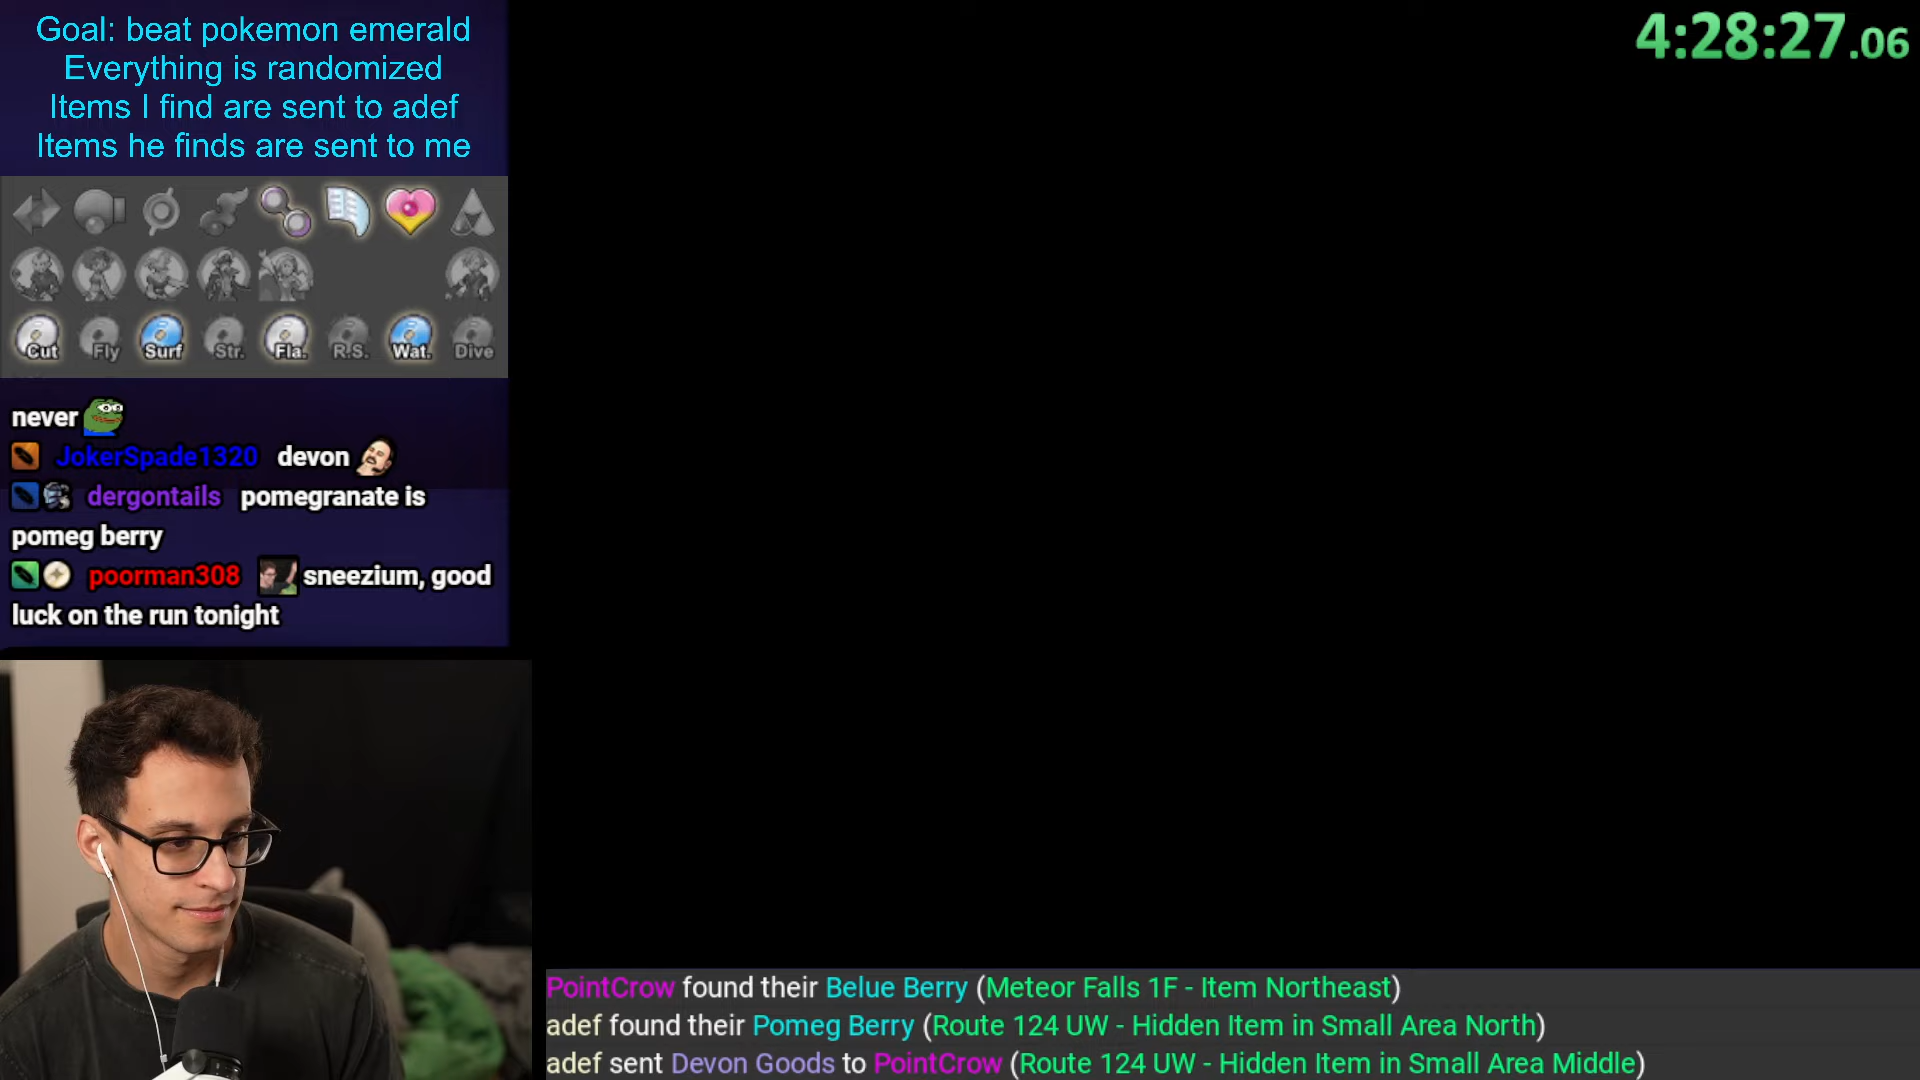 Goal: beat pokemon emerald
Everything is randomized
Items I find are sent to adef
Items he finds are sent to me
4:28:27.06
Cut Fly Surf Str. Fla. R.S. Wat. Dive
never
JokerSpade1320 devon
dergontails pomegranate is
pomeg berry
poorman308 sneezium, good
luck on the run tonight
PointCrow found their Belue Berry (Meteor Falls 1F - Item Northeast)
adef found their Pomeg Berry (Route 124 UW - Hidden Item in Small Area North)
adef sent Devon Goods to PointCrow (Route 124 UW - Hidden Item in Small Area Middle)